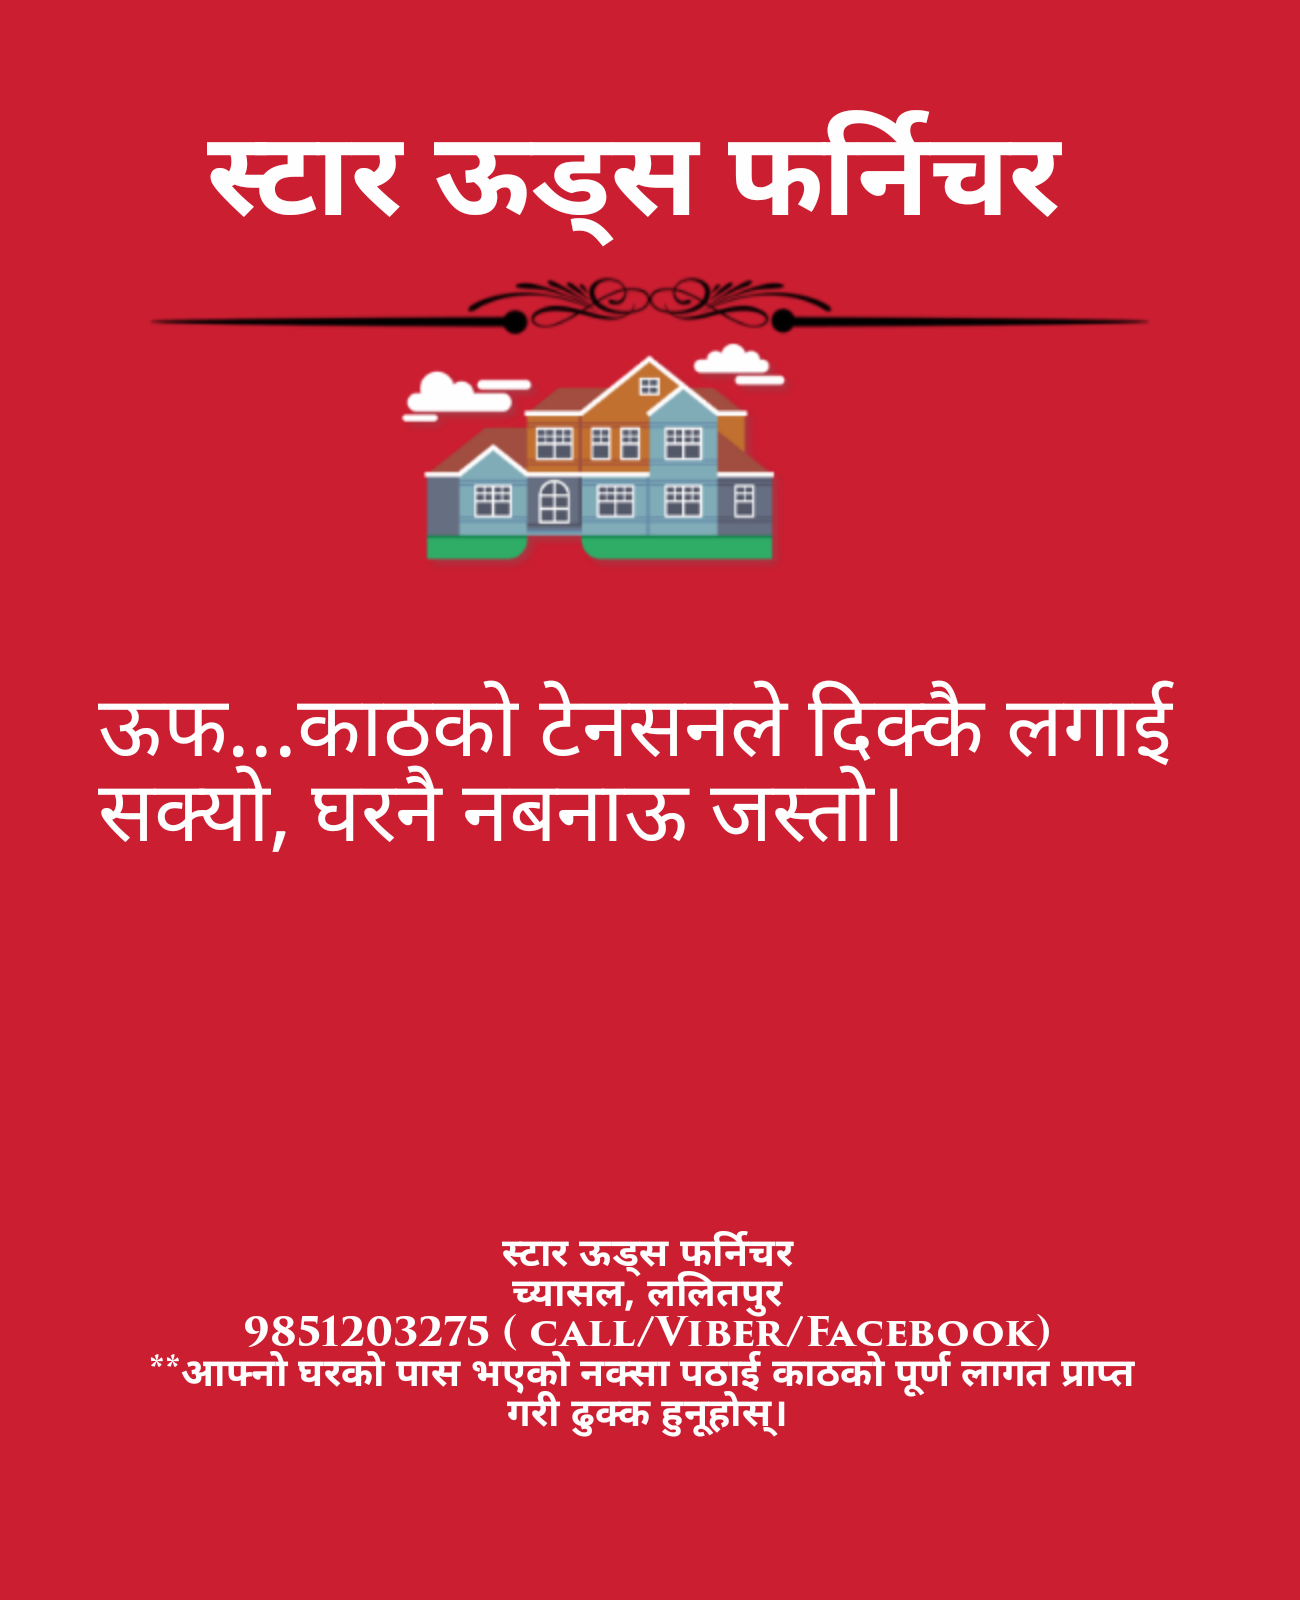 स्टार ऊड्स फर्निचर
ऊफ...काठको टेनसनले दिक्कै लगाई
सक्यो, घरनै नबनाऊ जस्तो।
स्टार ऊड्स फर्निचर
च्यासल, ललितपुर
9851203275 ( call/Viber/Facebook)
**आफ्नो घरको पास भएको नक्सा पठाई काठको पूर्ण लागत प्राप्त
गरी ढुक्क हुनूहोस्।